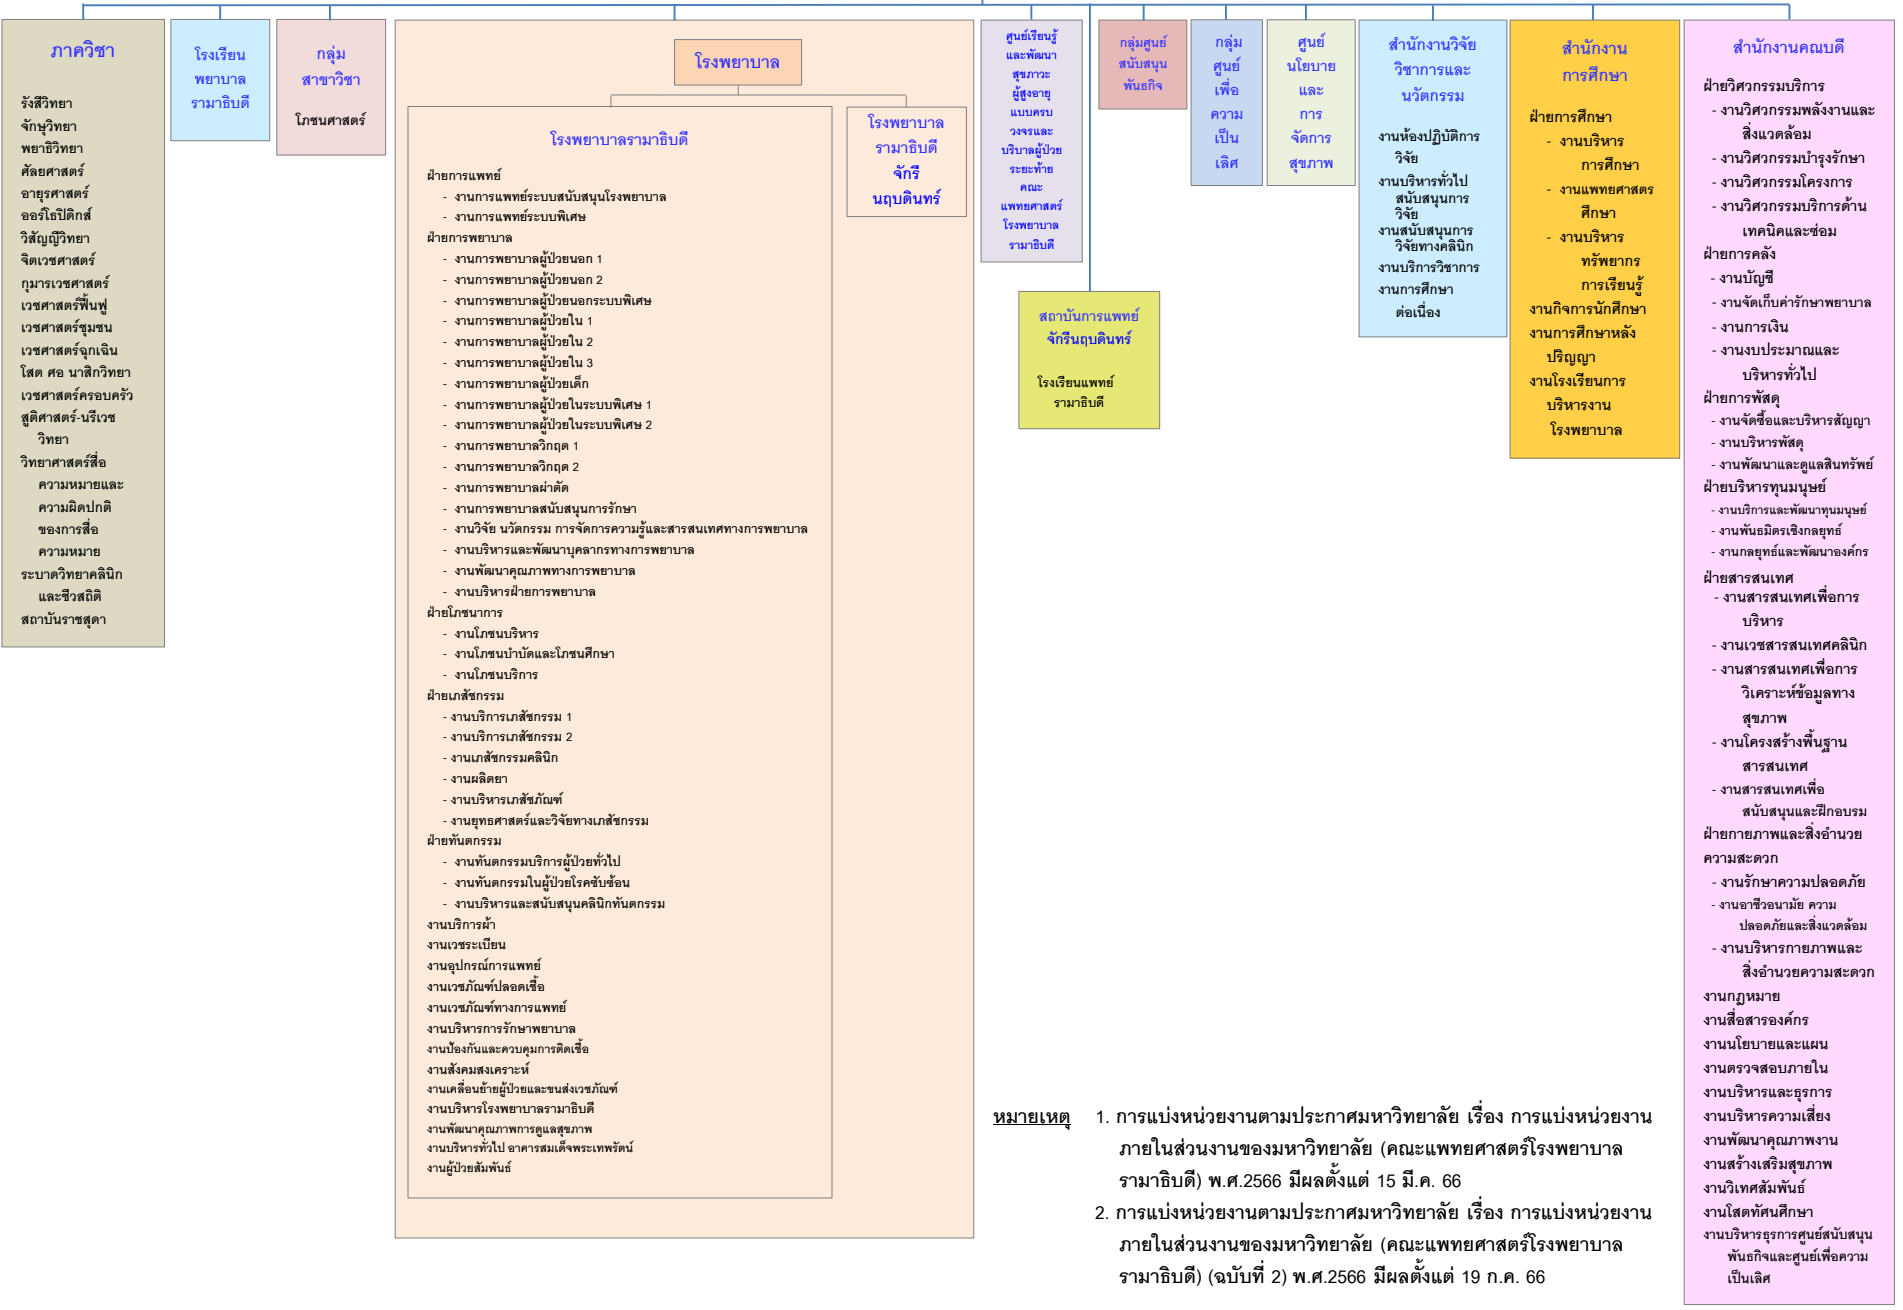 ภาควิชา
รังสีวิทยา
จักษุวิทยา
พยาธิวิทยา
ศัลยศาสตร์
อายุรศาสตร์
ออร์โธปิดิกส์
วิสัญญีวิทยา
จิตเวชศาสตร์
กุมารเวชศาสตร์
เวชศาสตร์ฟื้นฟู
เวชศาสตร์ชุมชน
เวชศาสตร์ฉุกเฉิน
โสต ศอ นาสิกวิทยา
เวชศาสตร์ครอบครัว
สูติศาสตร์-นรีเวช
วิทยา
วิทยาศาสตร์สื่อ
ความหมายและ
ความผิดปกติ
ของการสื่อ
ความหมาย
ระบาดวิทยาคลินิก
และชีวสถิติ
สถาบันราชสุดา
โรงเรียน
พยาบาล
รามาธิบดี
กลุ่ม
สาขาวิชา
โภชนศาสตร์
โรงพยาบาล
โรงพยาบาลรามาธิบดี
ฝ่ายการแพทย์
- งานการแพทย์ระบบสนับสนุนโรงพยาบาล
- งานการแพทย์ระบบพิเศษ
ฝ่ายการพยาบาล
- งานการพยาบาลผู้ป่วยนอก 1
- งานการพยาบาลผู้ป่วยนอก 2
- งานการพยาบาลผู้ป่วยนอกระบบพิเศษ
- งานการพยาบาลผู้ป่วยใน 1
- งานการพยาบาลผู้ป่วยใน 2
- งานการพยาบาลผู้ป่วยใน 3
- งานการพยาบาลผู้ป่วยเด็ก
- งานการพยาบาลผู้ป่วยในระบบพิเศษ 1
- งานการพยาบาลผู้ป่วยในระบบพิเศษ 2
- งานการพยาบาลวิกฤต 1
- งานการพยาบาลวิกฤต 2
- งานการพยาบาลผ่าตัด
- งานการพยาบาลสนับสนุนการรักษา
- งานวิจัย นวัตกรรม การจัดการความรู้และสารสนเทศทางการพยาบาล
- งานบริหารและพัฒนาบุคลากรทางการพยาบาล
- งานพัฒนาคุณภาพทางการพยาบาล
- งานบริหารฝ่ายการพยาบาล
ฝ่ายโภชนาการ
- งานโภชนบริหาร
- งานโภชนบำบัดและโภชนศึกษา
- งานโภชนบริการ
ฝ่ายเภสัชกรรม
- งานบริการเภสัชกรรม 1
- งานบริการเภสัชกรรม 2
- งานเภสัชกรรมคลินิก
- งานผลิตยา
- งานบริหารเภสัชภัณฑ์
- งานยุทธศาสตร์และวิจัยทางเภสัชกรรม
ฝ่ายทันตกรรม
- งานทันตกรรมบริการผู้ป่วยทั่วไป
- งานทันตกรรมในผู้ป่วยโรคซับซ้อน
- งานบริหารและสนับสนุนคลินิกทันตกรรม
งานบริการผ้า
งานเวชระเบียน
งานอุปกรณ์การแพทย์
งานเวชภัณฑ์ปลอดเชื้อ
งานเวชภัณฑ์ทางการแพทย์
งานบริหารการรักษาพยาบาล
งานป้องกันและควบคุมการติดเชื้อ
งานสังคมสงเคราะห์
งานเคลื่อนย้ายผู้ป่วยและขนส่งเวชภัณฑ์
งานบริหารโรงพยาบาลรามาธิบดี
งานพัฒนาคุณภาพการดูแลสุขภาพ
งานบริหารทั่วไป อาคารสมเด็จพระเทพรัตน์
งานผู้ป่วยสัมพันธ์
โรงพยาบาล
รามาธิบดี
จักรี
นฤบดินทร์
ศูนย์เรียนรู้
และพัฒนา
สุขภาวะ
ผู้สูงอายุ
แบบครบ
วงจรและ
บริบาลผู้ป่วย
ระยะท้าย
คณะ
แพทยศาสตร์
โรงพยาบาล
รามาธิบดี
สถาบันการแพทย์
จักรีนฤบดินทร์
โรงเรียนแพทย์
รามาธิบดี
กลุ่มศูนย์
สนับสนุน
พันธกิจ
กลุ่ม
ศูนย์
เพื่อ
ความ
เป็น
เลิศ
ศูนย์
นโยบาย
และ
การ
จัดการ
สุขภาพ
สำนักงานวิจัย
วิชาการและ
นวัตกรรม
งานห้องปฏิบัติการ
วิจัย
งานบริหารทั่วไป
สนับสนุนการ
วิจัย
งานสนับสนุนการ
วิจัยทางคลินิก
งานบริการวิชาการ
งานการศึกษา
ต่อเนื่อง
สำนักงาน
การศึกษา
ฝ่ายการศึกษา
- งานบริหาร
การศึกษา
- งานแพทยศาสตร
ศึกษา
- งานบริหาร
ทรัพยากร
การเรียนรู้
งานกิจการนักศึกษา
งานการศึกษาหลัง
ปริญญา
งานโรงเรียนการ
บริหารงาน
โรงพยาบาล
สำนักงานคณบดี
ฝ่ายวิศวกรรมบริการ
- งานวิศวกรรมพลังงานและ
สิ่งแวดล้อม
- งานวิศวกรรมบำรุงรักษา
- งานวิศวกรรมโครงการ
- งานวิศวกรรมบริการด้าน
เทคนิคและซ่อม
ฝ่ายการคลัง
- งานบัญชี
- งานจัดเก็บค่ารักษาพยาบาล
- งานการเงิน
- งานงบประมาณและ
บริหารทั่วไป
ฝ่ายการพัสดุ
- งานจัดซื้อและบริหารสัญญา
- งานบริหารพัสดุ
- งานพัฒนาและดูแลสินทรัพย์
ฝ่ายบริหารทุนมนุษย์
- งานบริการและพัฒนาทุนมนุษย์
- งานพันธมิตรเชิงกลยุทธ์
- งานกลยุทธ์และพัฒนาองค์กร
ฝ่ายสารสนเทศ
- งานสารสนเทศเพื่อการ
บริหาร
- งานเวชสารสนเทศคลินิก
- งานสารสนเทศเพื่อการ
วิเคราะห์ข้อมูลทาง
สุขภาพ
- งานโครงสร้างพื้นฐาน
สารสนเทศ
- งานสารสนเทศเพื่อ
สนับสนุนและฝึกอบรม
ฝ่ายกายภาพและสิ่งอำนวย
ความสะดวก
- งานรักษาความปลอดภัย
- งานอาชีวอนามัย ความ
ปลอดภัยและสิ่งแวดล้อม
- งานบริหารกายภาพและ
สิ่งอำนวยความสะดวก
งานกฎหมาย
งานสื่อสารองค์กร
งานนโยบายและแผน
งานตรวจสอบภายใน
งานบริหารและธุรการ
งานบริหารความเสี่ยง
งานพัฒนาคุณภาพงาน
งานสร้างเสริมสุขภาพ
งานวิเทศสัมพันธ์
งานโสตทัศนศึกษา
งานบริหารธุรการศูนย์สนับสนุน
พันธกิจและศูนย์เพื่อความ
เป็นเลิศ
หมายเหตุ 1. การแบ่งหน่วยงานตามประกาศมหาวิทยาลัย เรื่อง การแบ่งหน่วยงาน
ภายในส่วนงานของมหาวิทยาลัย (คณะแพทยศาสตร์โรงพยาบาล
รามาธิบดี) พ.ศ.2566 มีผลตั้งแต่ 15 มี.ค. 66
2. การแบ่งหน่วยงานตามประกาศมหาวิทยาลัย เรื่อง การแบ่งหน่วยงาน
ภายในส่วนงานของมหาวิทยาลัย (คณะแพทยศาสตร์โรงพยาบาล
รามาธิบดี) (ฉบับที่ 2) พ.ศ.2566 มีผลตั้งแต่ 19 ก.ค. 66